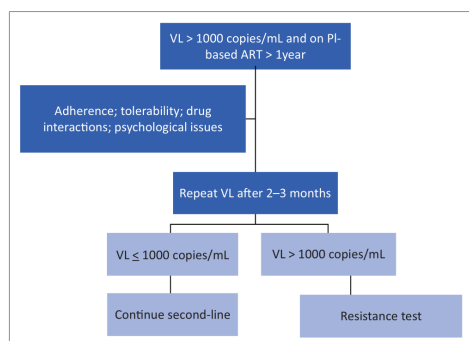 VL > 1000 copies/mL and on PI-
based ART > 1year
Adherence; tolerability; drug
interactions; psychological issues
Repeat VL after 2–3 months
VL ≤ 1000 copies/mL
VL > 1000 copies/mL
Continue second-line
Resistance test